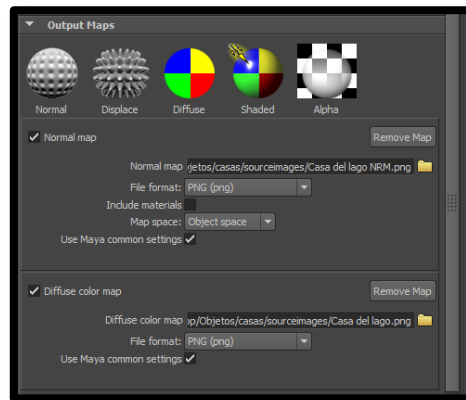 Output Maps
Normal Displace Diffuse Shaded Alpha
Normal map Remove Map
Normal map jetos/casas/sourceimages/Casa del lago NRM.png
File format: PNG (png)
Include materials
Map space: Object space
Use Maya common settings
Diffuse color map Remove Map
Diffuse color map op/Objetos/casas/sourceimages/Casa del lago.png
File format: PNG (png)
Use Maya common settings